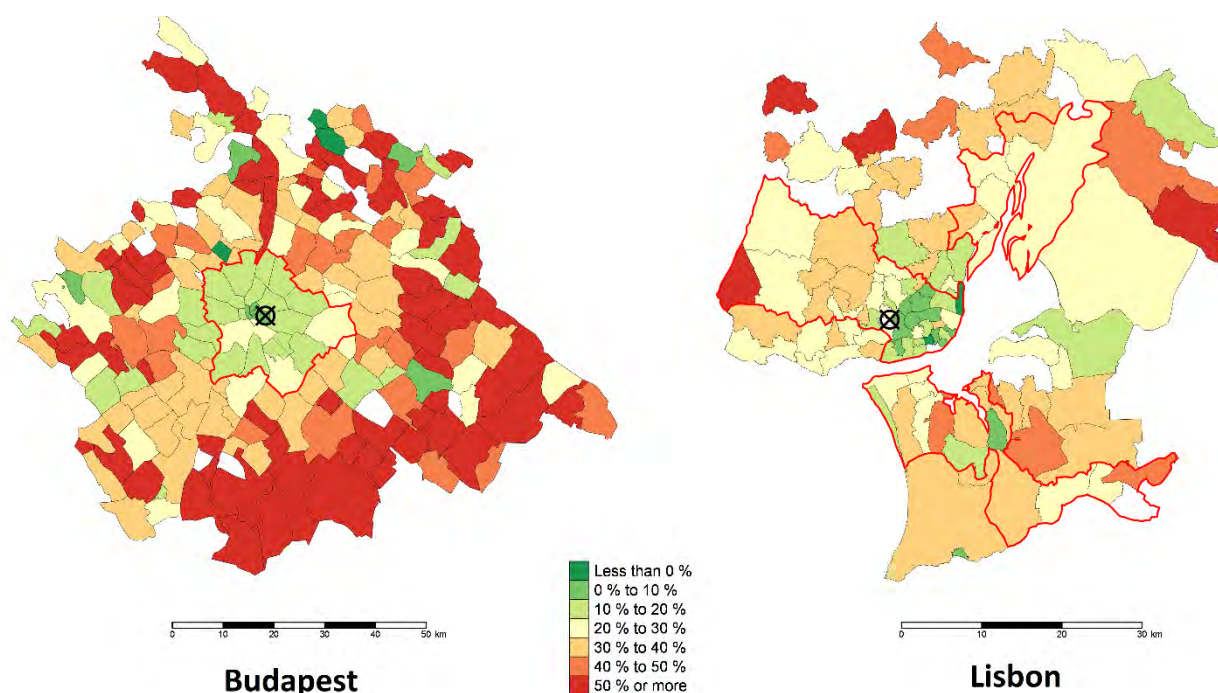 Less than 0 %
0 % to 10 %
10 % to 20 %
20 % to 30 %
30 % to 40 %
40 % to 50 %
50 % or more
0 10 20 30 40 50 km
0 10 20 30 km
Budapest
Lisbon